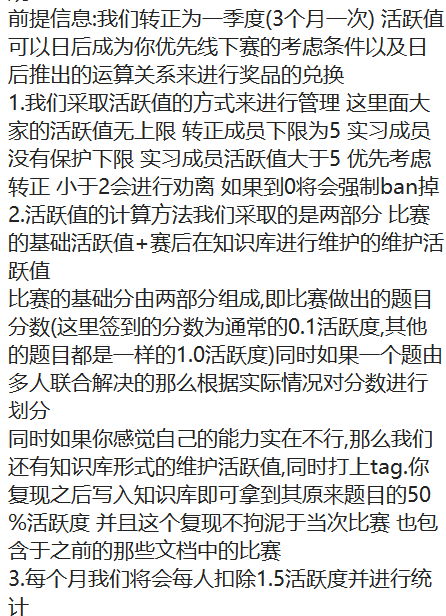 前提信息:我们转正为一季度(3个月一次) 活跃值
可以日后成为你优先线下赛的考虑条件以及日
后推出的运算关系来进行奖品的兑换
1.我们采取活跃值的方式来进行管理 这里面大
家的活跃值无上限 转正成员下限为5 实习成员
没有保护下限 实习成员活跃值大于5 优先考虑
转正 小于2会进行劝离 如果到0将会强制ban掉
2.活跃值的计算方法我们采取的是两部分 比赛
的基础活跃值+赛后在知识库进行维护的维护活
跃值
比赛的基础分由两部分组成,即比赛做出的题目
分数(这里签到的分数为通常的0.1活跃度,其他
的题目都是一样的1.0活跃度)同时如果一个题由
多人联合解决的那么根据实际情况对分数进行
划分
同时如果你感觉自己的能力实在不行,那么我们
还有知识库形式的维护活跃值,同时打上tag.你
复现之后写入知识库即可拿到其原来题目的50
%活跃度 并且这个复现不拘泥于当次比赛 也包
含于之前的那些文档中的比赛
3.每个月我们将会每人扣除1.5活跃度并进行统
计